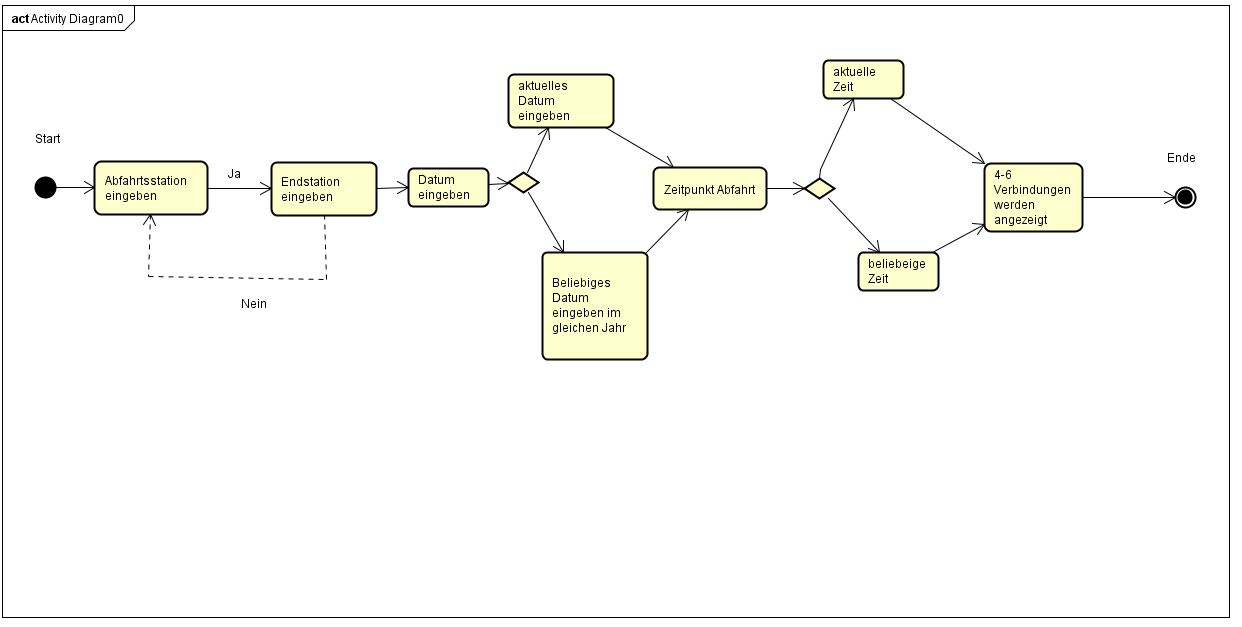 act Activity Diagram0
Start
Abfahrtsstation
eingeben
Ja
Endstation
eingeben
Nein
Datum
eingeben
aktuelles
Datum
eingeben
Beliebiges
Datum
eingeben im
gleichen Jahr
Zeitpunkt Abfahrt
aktuelle
Zeit
beliebeige
Zeit
4-6
Verbindungen
werden
angezeigt
Ende